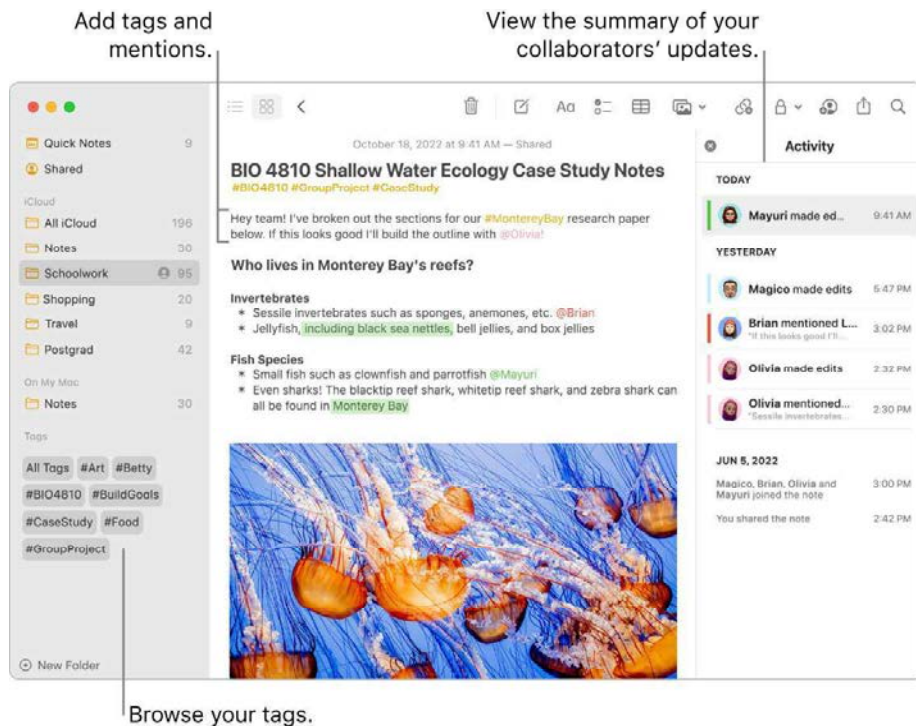 Add tags and
mentions.
View the summary of your
collaborators' updates.
Quick Notes 9
Shared
iCloud
All iCloud 196
Notes 30
Schoolwork 95
Shopping 20
Travel 9
Postgrad 42
On My Mac
Notes 30
Tags
All Tags #Art #Betty
#BIO4810 #BuildGoals
#CaseStudy #Food
#GroupProject
New Folder
Browse your tags.
Aa
October 18, 2022 at 9:41 AM — Shared
BIO 4810 Shallow Water Ecology Case Study Notes
#BIO4810 #GroupProject #CaseStudy
Hey team! I've broken out the sections for our #MontereyBay research paper
below. If this looks good I'll build the outline with @Olivia!
Who lives in Monterey Bay's reefs?
Invertebrates
* Sessile invertebrates such as sponges, anemones, etc. @Brian
* Jellyfish, including black sea nettles, bell jellies, and box jellies
Fish Species
* Small fish such as clownfish and parrotfish @Mayuri
* Even sharks! The blacktip reef shark, whitetip reef shark, and zebra shark can
all be found in Monterey Bay
Activity
TODAY
Mayuri made ed... 9:41 AM
YESTERDAY
Magico made edits 5:47 PM
Brian mentioned L... 3:02 PM
"If this looks good I'll...
Olivia made edits 2:32 PM
Olivia mentioned... 2:30 PM
"Sessile invertebrates...
JUN 5, 2022
Magico, Brian, Olivia and 3:00 PM
Mayuri joined the note
You shared the note 2:42 PM